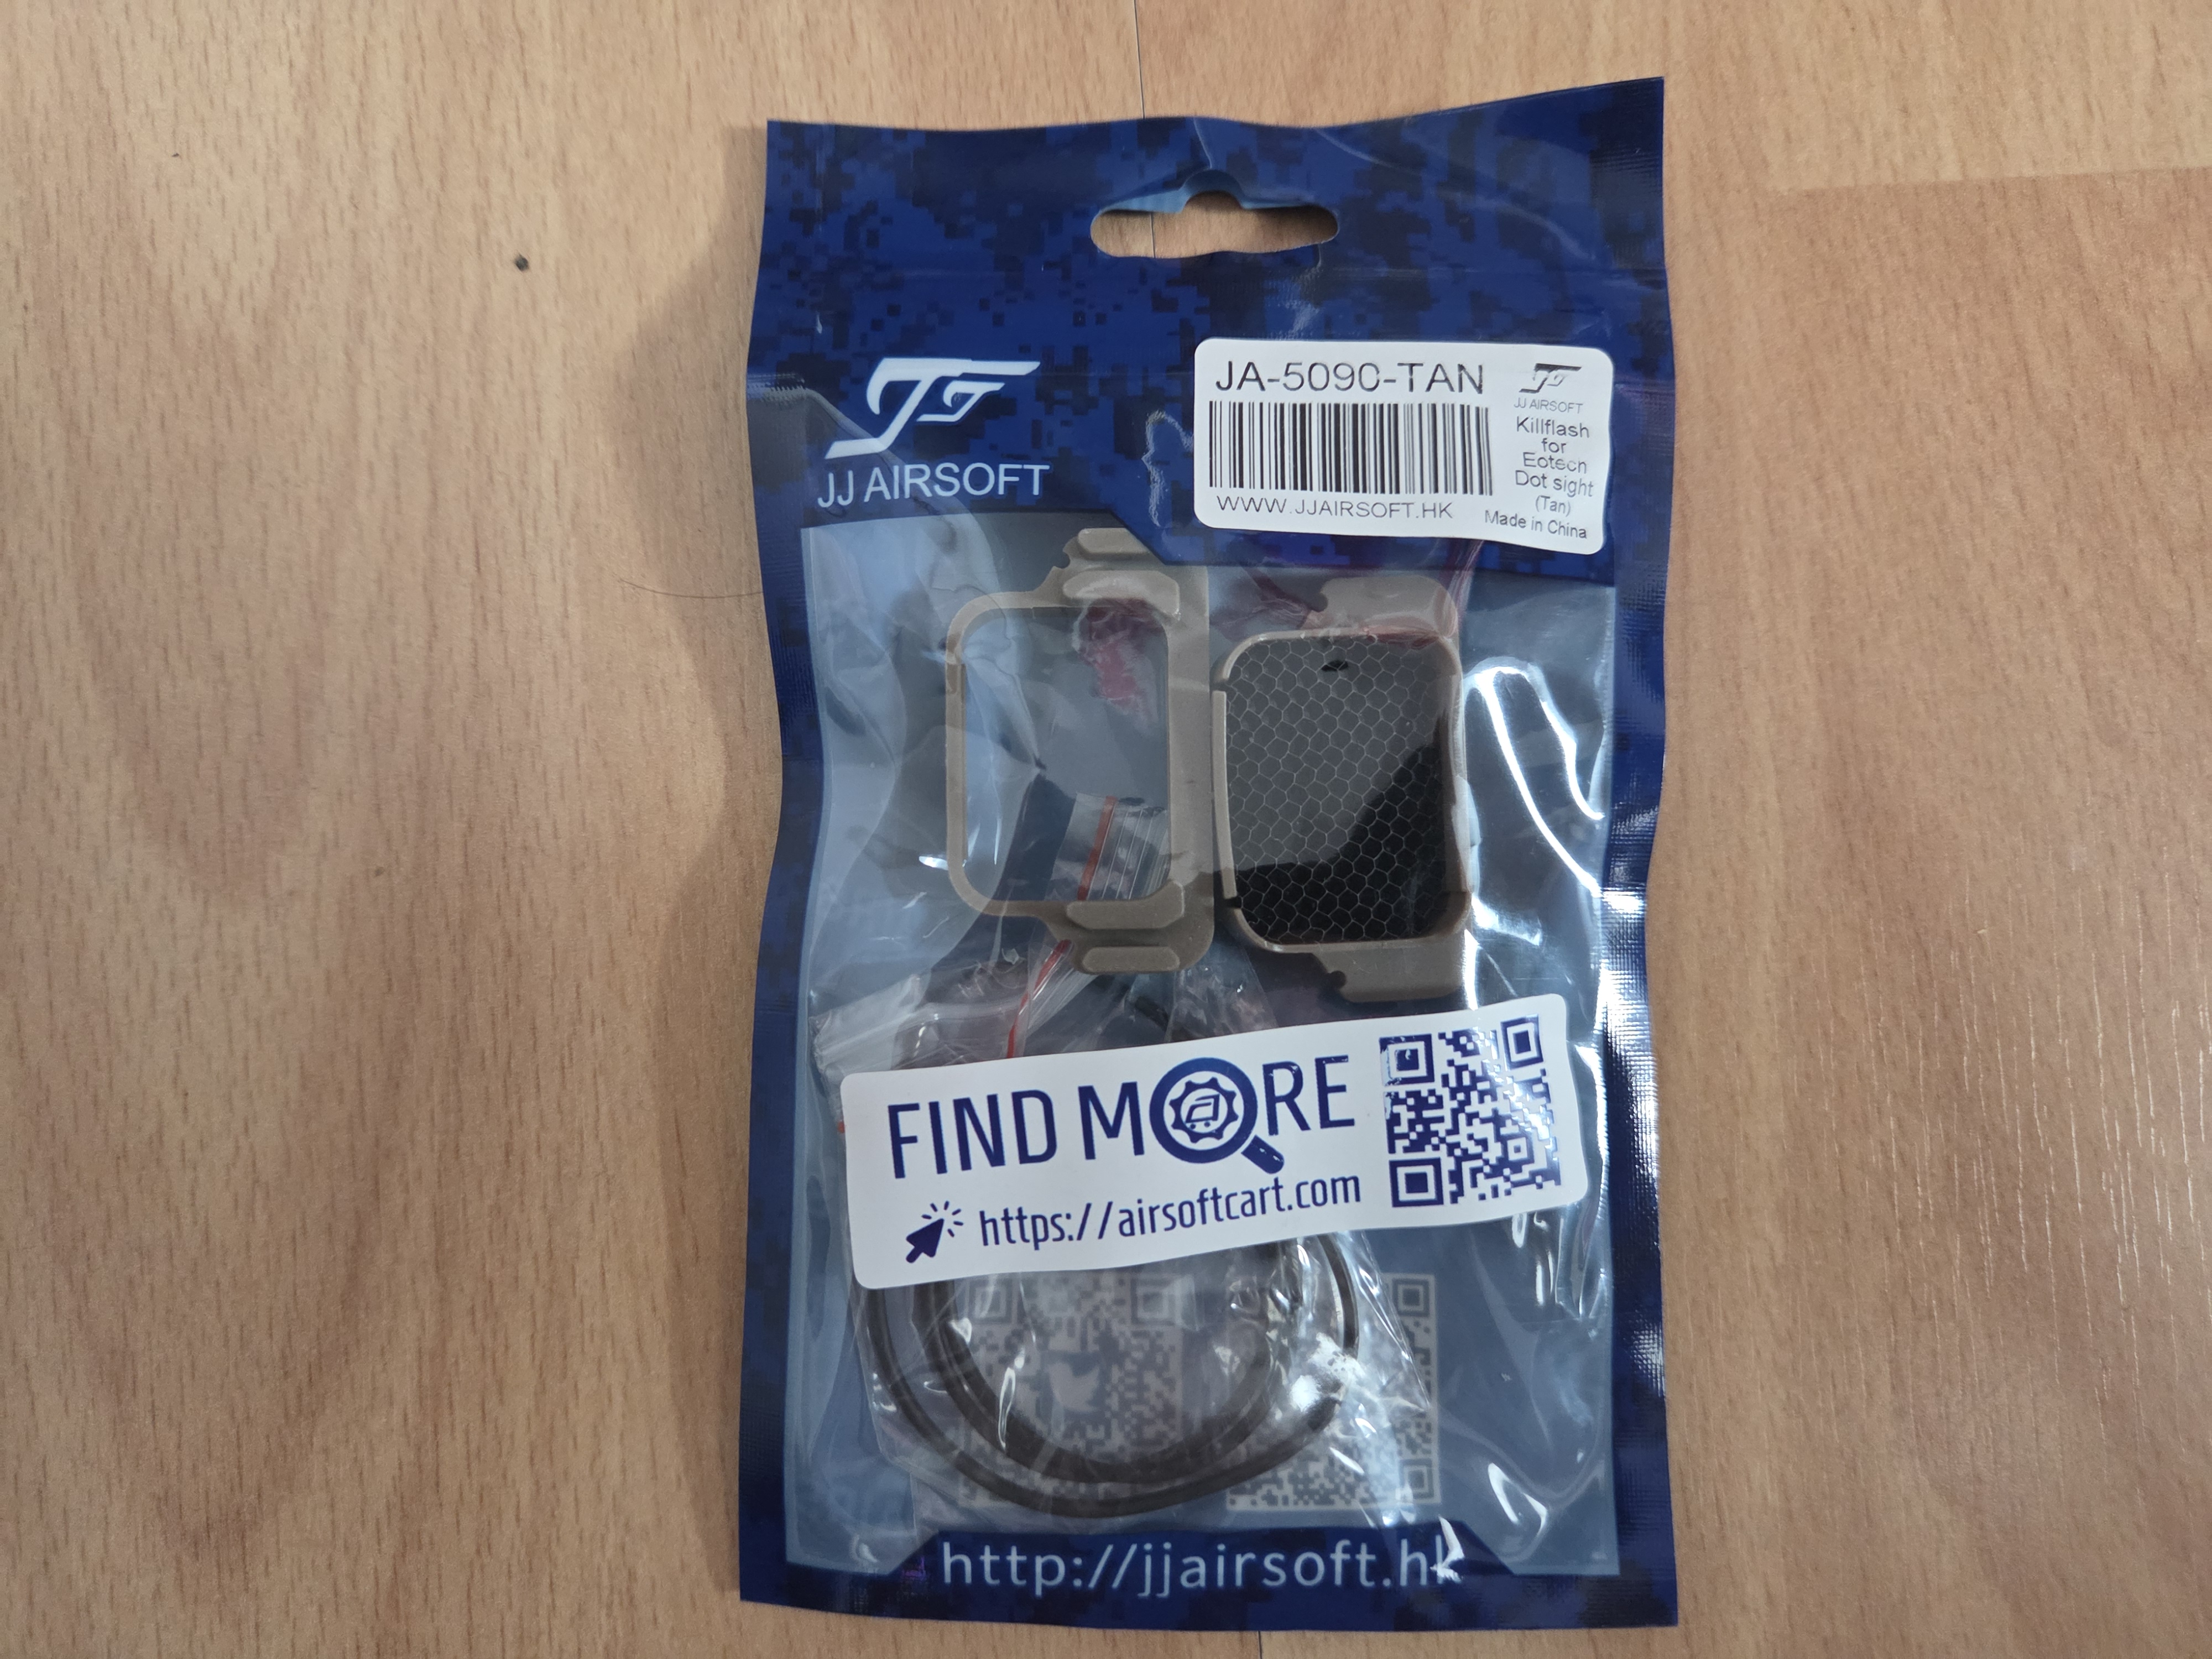 JJ AIRSOFT
JA-5090-TAN
WWW.JJAIRSOFT.HK
JJ AIRSOFT
Killflash
for
Eotech
Dot sight
(Tan)
Made in China
FIND MORE
https://airsoftcart.com
http://jjairsoft.hk